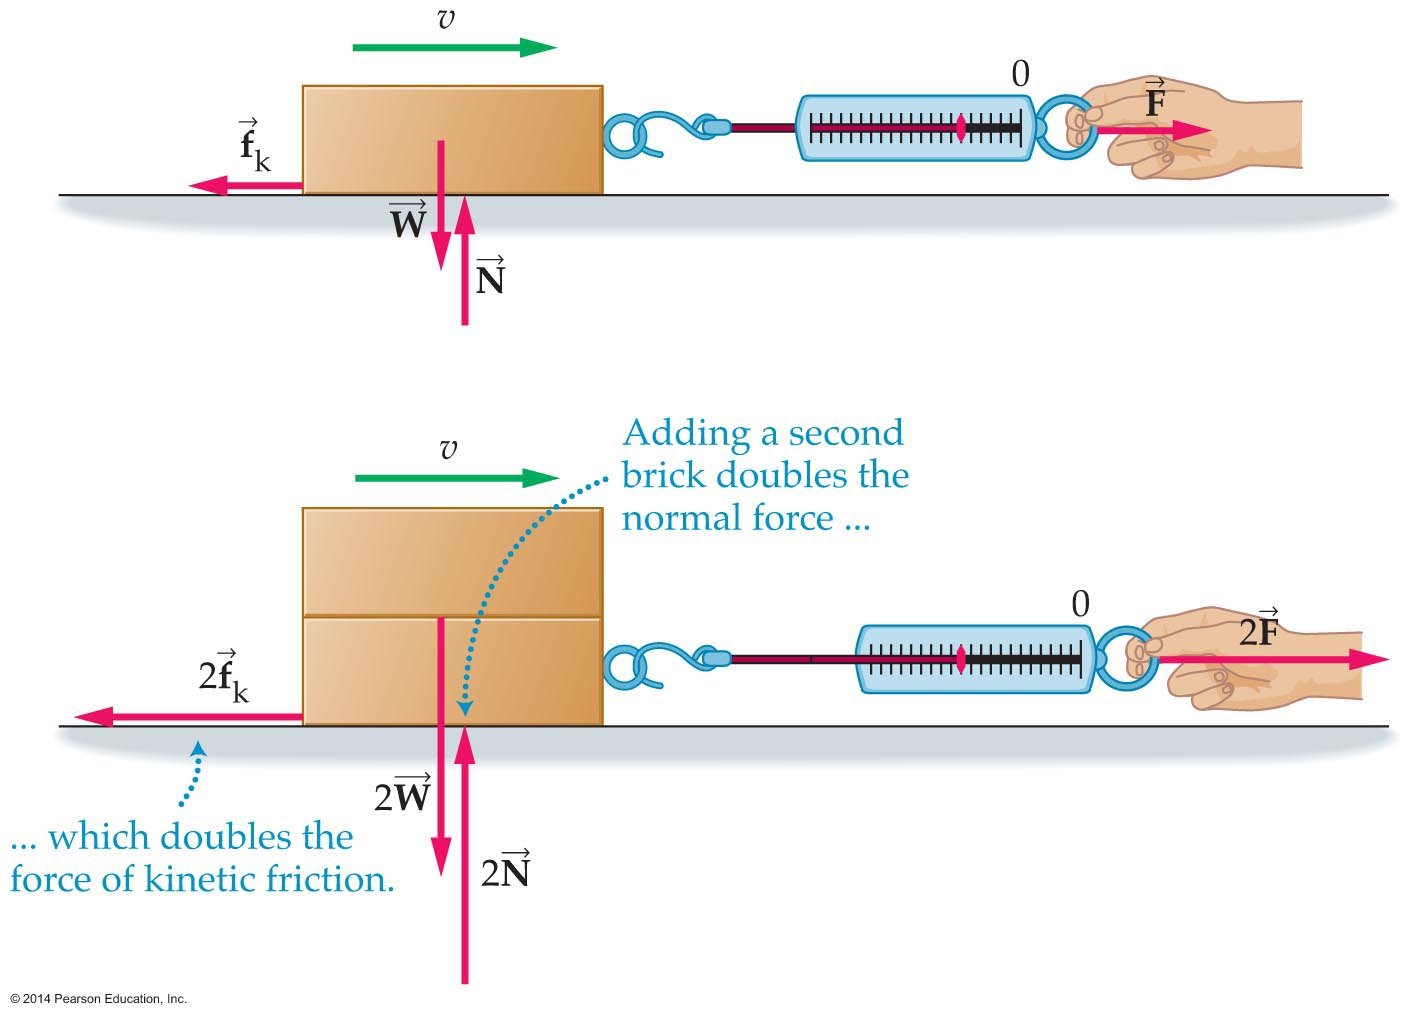 v
0
F⃗
f⃗k
W⃗
N⃗
Adding a second
brick doubles the
normal force ...
v
0
2F⃗
2f⃗k
2W⃗
2N⃗
... which doubles the
force of kinetic friction.
© 2014 Pearson Education, Inc.